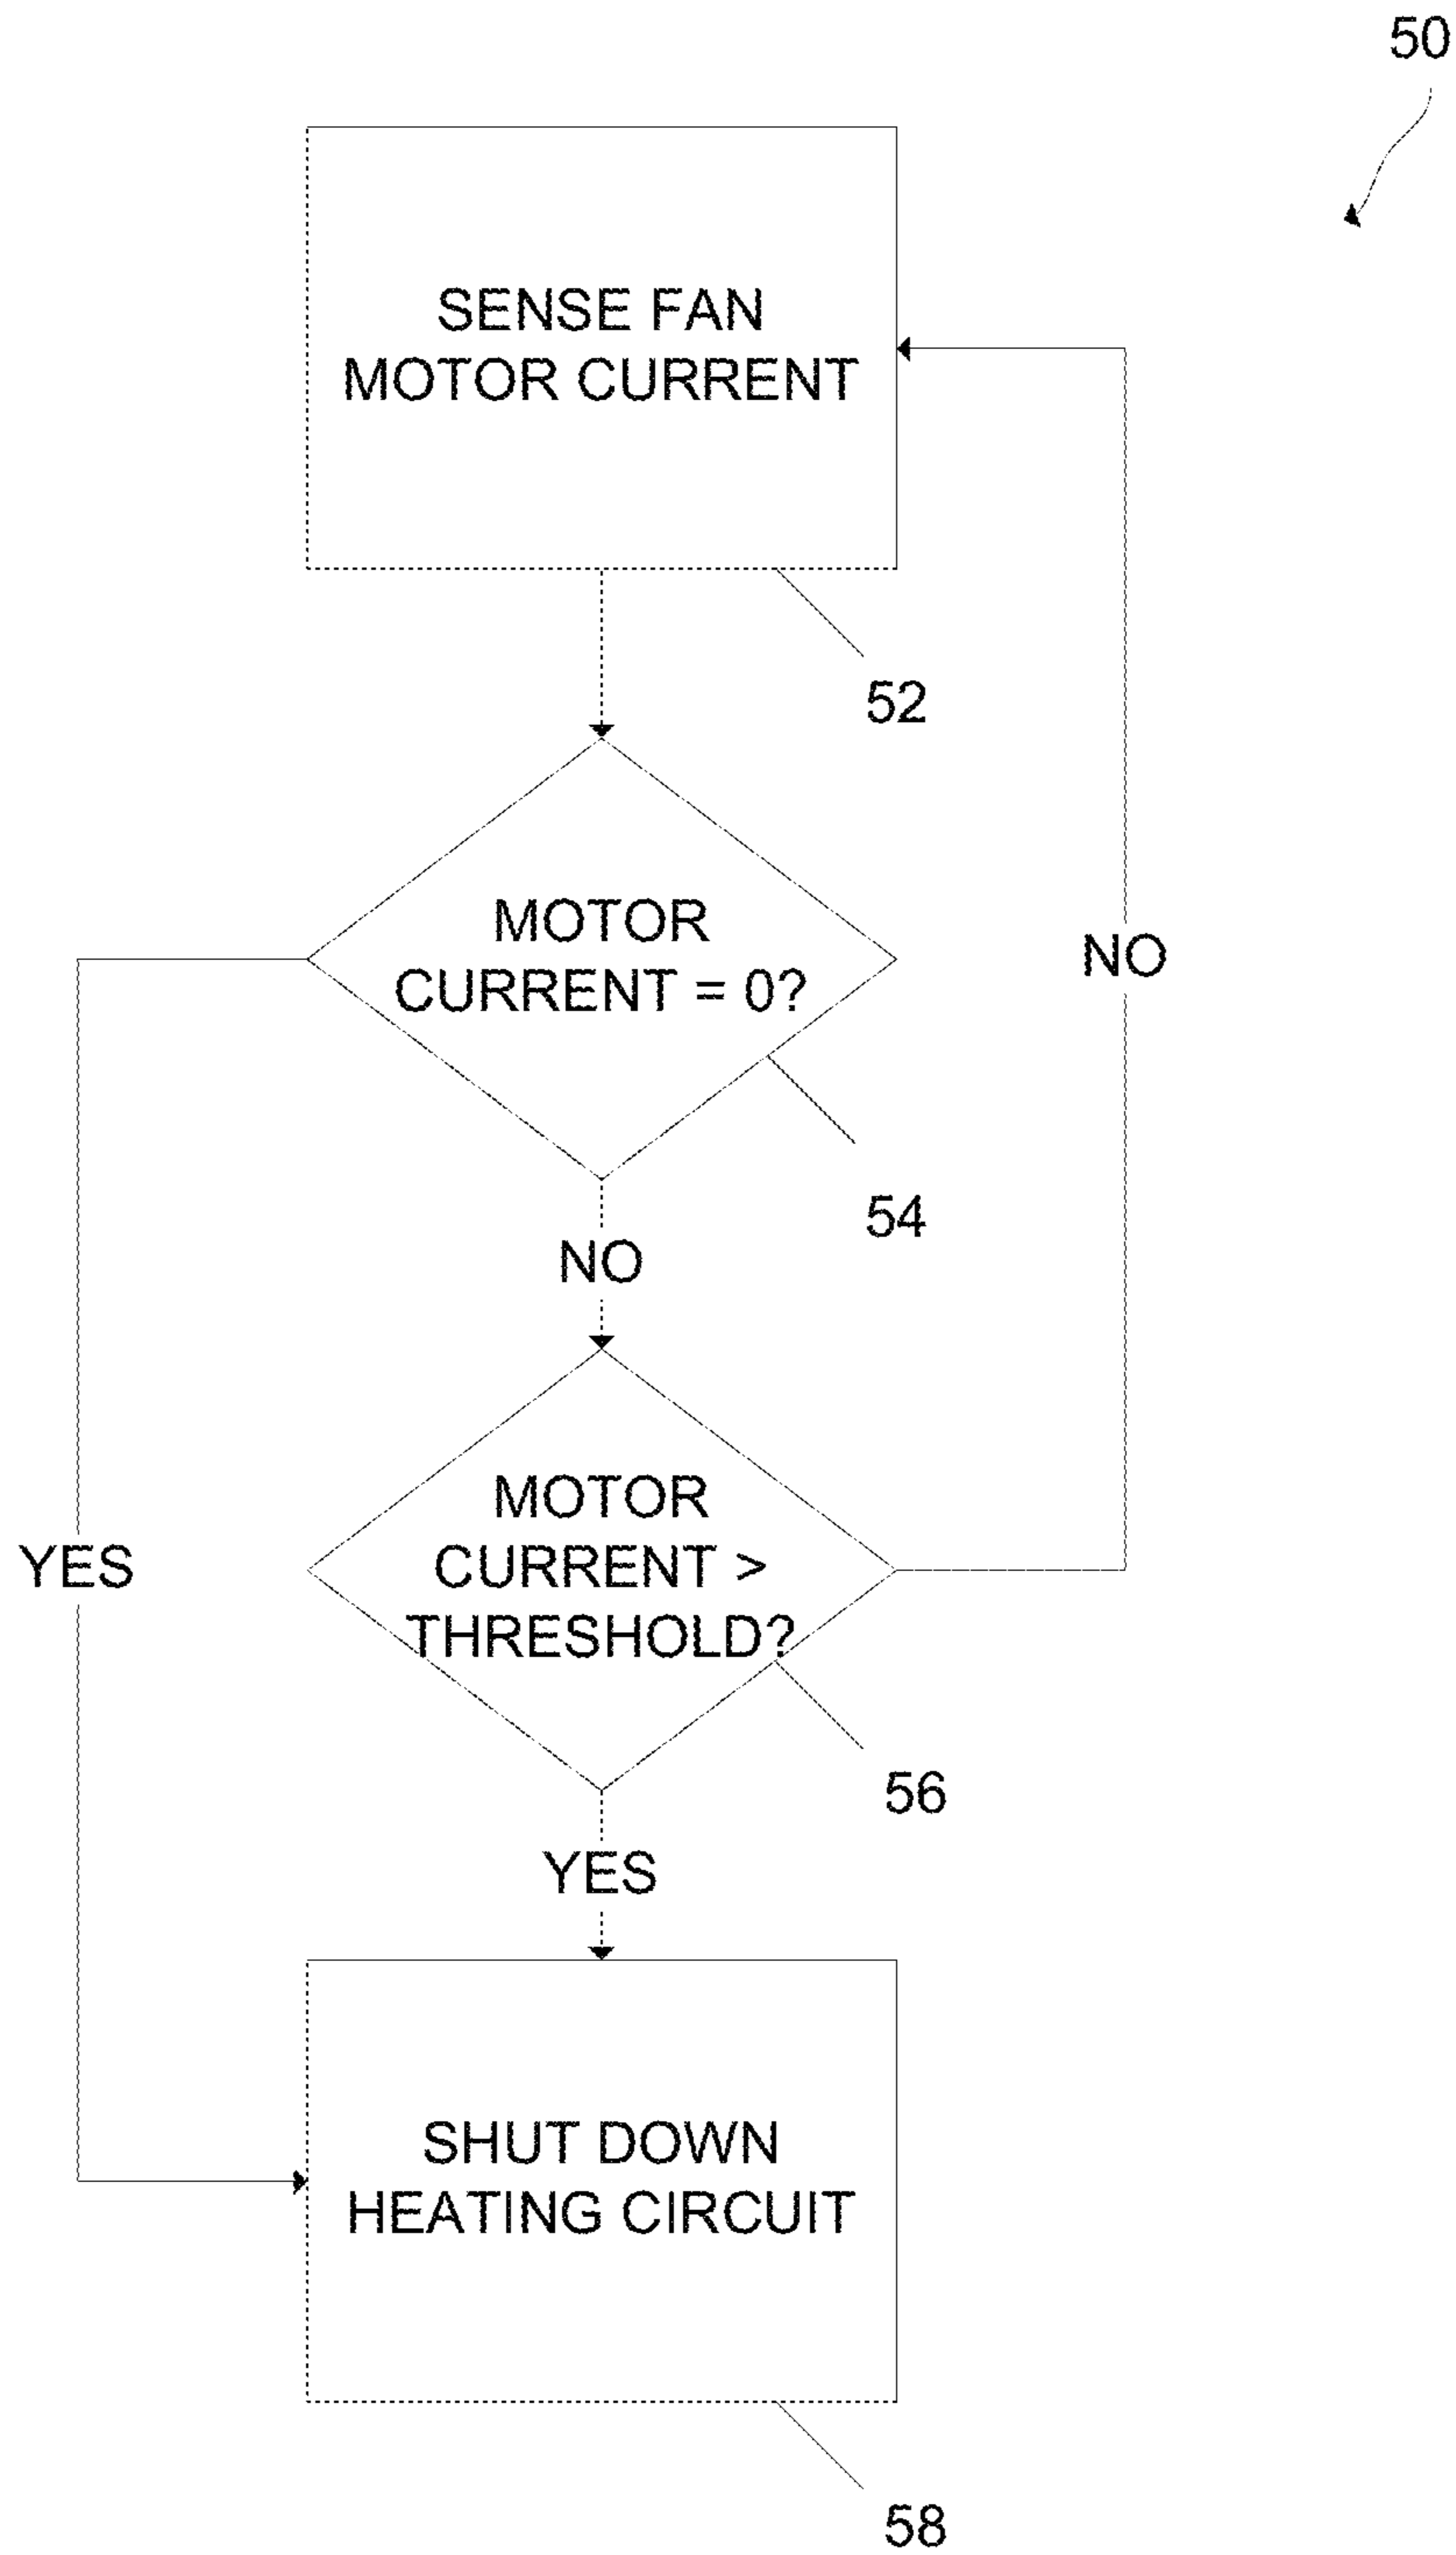 50
SENSE FAN
MOTOR CURRENT
52
MOTOR
CURRENT = 0?
NO
54
NO
MOTOR
CURRENT >
THRESHOLD?
YES
56
YES
SHUT DOWN
HEATING CIRCUIT
58